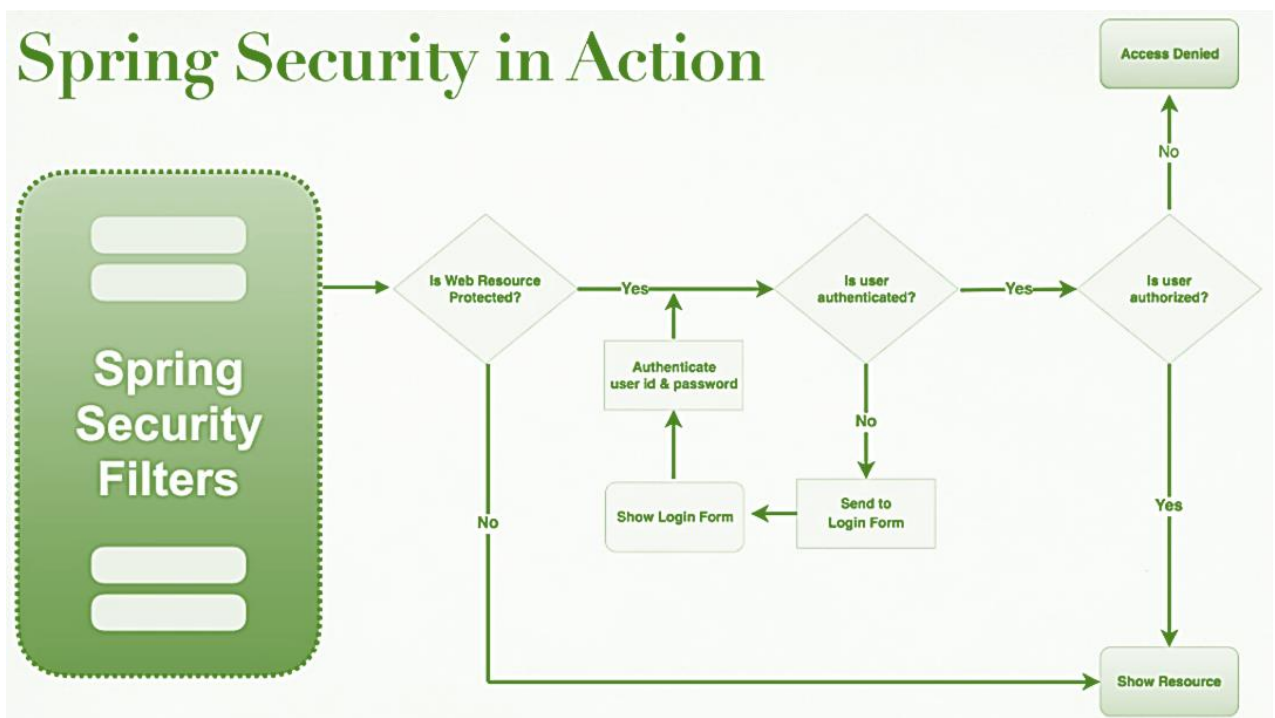 Spring Security in Action
Access Denied
No
Is Web Resource
Protected?
Yes
Is user
authenticated?
Yes
Is user
authorized?
Spring
Security
Filters
Authenticate
user id & password
No
Show Login Form
Send to
Login Form
No
Yes
Show Resource